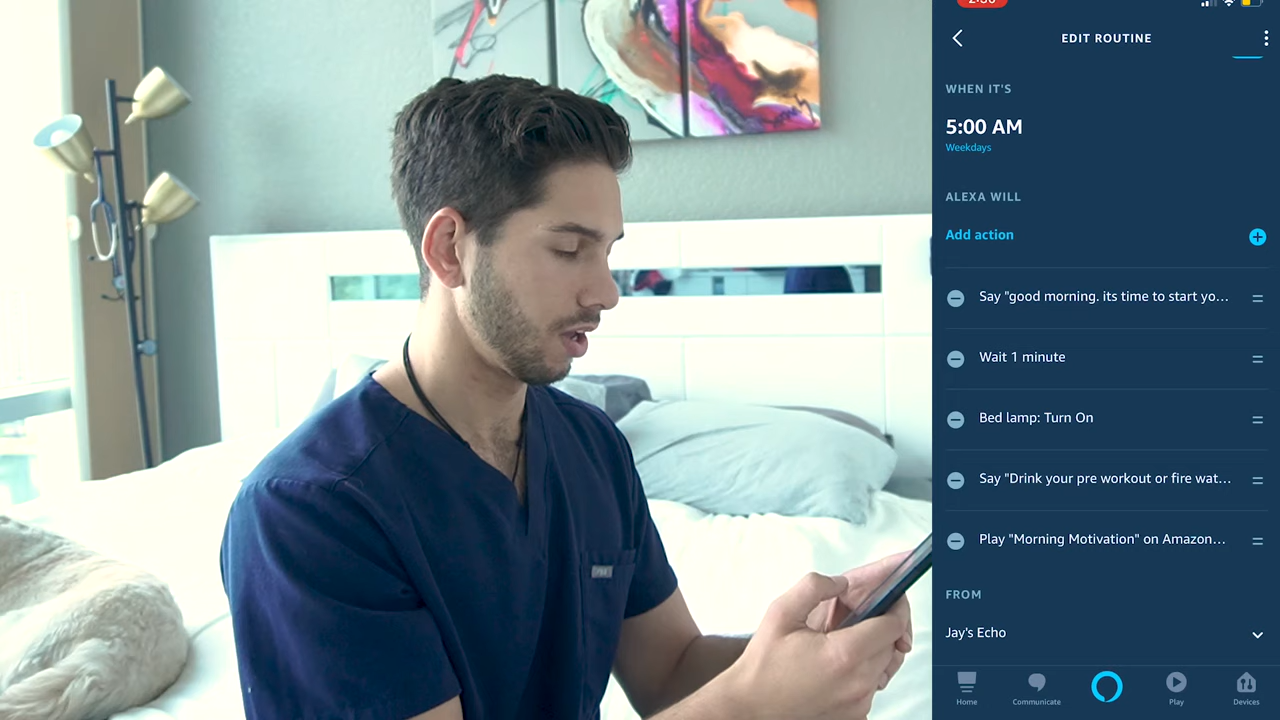 EDIT ROUTINE
WHEN IT'S
5:00 AM
Weekdays
ALEXA WILL
Add action
Say "good morning. its time to start yo...
Wait 1 minute
Bed lamp: Turn On
Say "Drink your pre workout or fire wat...
Play "Morning Motivation" on Amazon...
FROM
Jay's Echo
Home
Communicate
Play
Devices